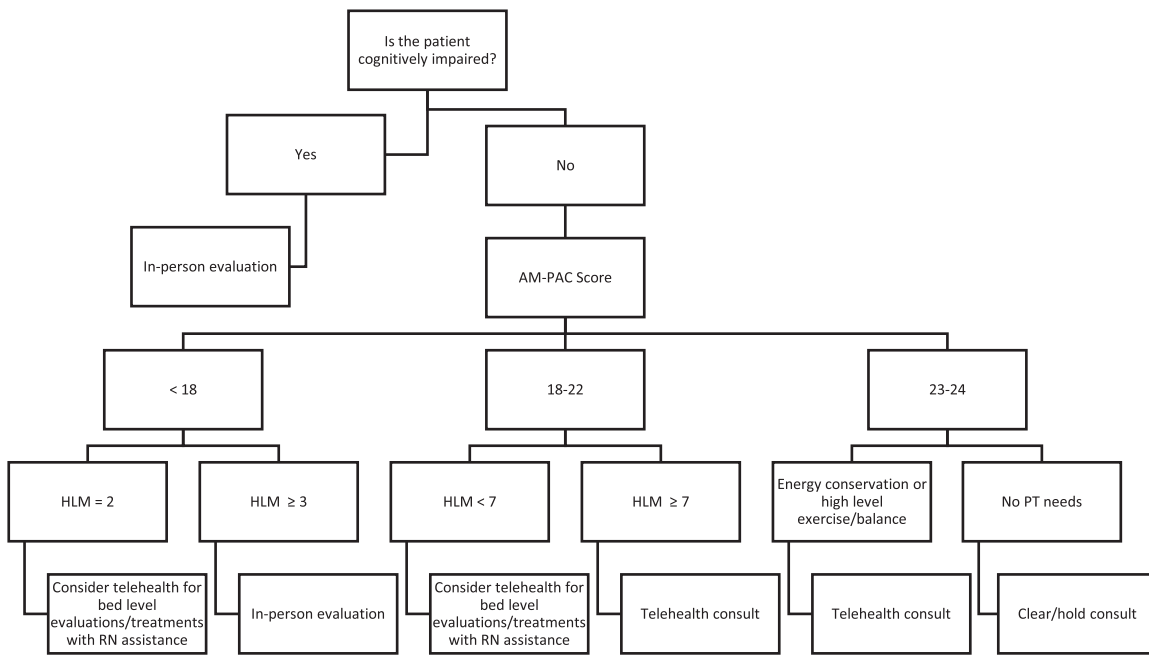 Is the patient
cognitively impaired?
Yes
No
In-person evaluation
AM-PAC Score
< 18
18-22
23-24
HLM = 2
HLM ≥ 3
HLM < 7
HLM ≥ 7
Energy conservation or
high level
exercise/balance
No PT needs
Consider telehealth for
bed level
evaluations/treatments
with RN assistance
In-person evaluation
Consider telehealth for
bed level
evaluations/treatments
with RN assistance
Telehealth consult
Telehealth consult
Clear/hold consult